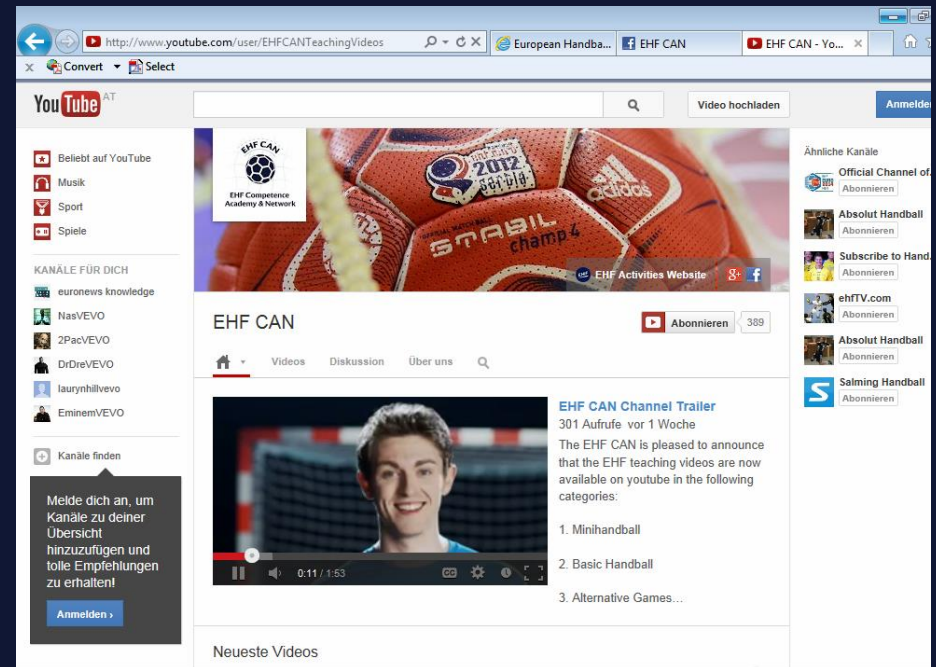 http://www.youtube.com/user/EHFCANTeachingVideos
European Handba...
EHF CAN
EHF CAN - Yo...
x Convert Select
YouTube AT
Video hochladen
Anmelden
Beliebt auf YouTube
Musik
Sport
Spiele
KANÄLE FÜR DICH
euronews knowledge
NasVEVO
2PacVEVO
DrDreVEVO
laurynhillvevo
EminemVEVO
Kanäle finden
Melde dich an, um
Kanäle zu deiner
Übersicht
hinzuzufügen und
tolle Empfehlungen
zu erhalten!
Anmelden ›
EHF CAN
EHF Competence
Academy & Network
2012
Serbia
adidas
OFFICIAL MATCH BALL
STABIL
champ 4
EHF Activities Website
EHF CAN
Abonnieren 389
Videos Diskussion Über uns
0:11 / 1:53
CC
EHF CAN Channel Trailer
301 Aufrufe vor 1 Woche
The EHF CAN is pleased to announce
that the EHF teaching videos are now
available on youtube in the following
categories:
1. Minihandball
2. Basic Handball
3. Alternative Games…
Neueste Videos
Ähnliche Kanäle
Official Channel of.
Abonnieren
Absolut Handball
Abonnieren
Subscribe to Hand.
Abonnieren
ehfTV.com
Abonnieren
Absolut Handball
Abonnieren
Salming Handball
Abonnieren